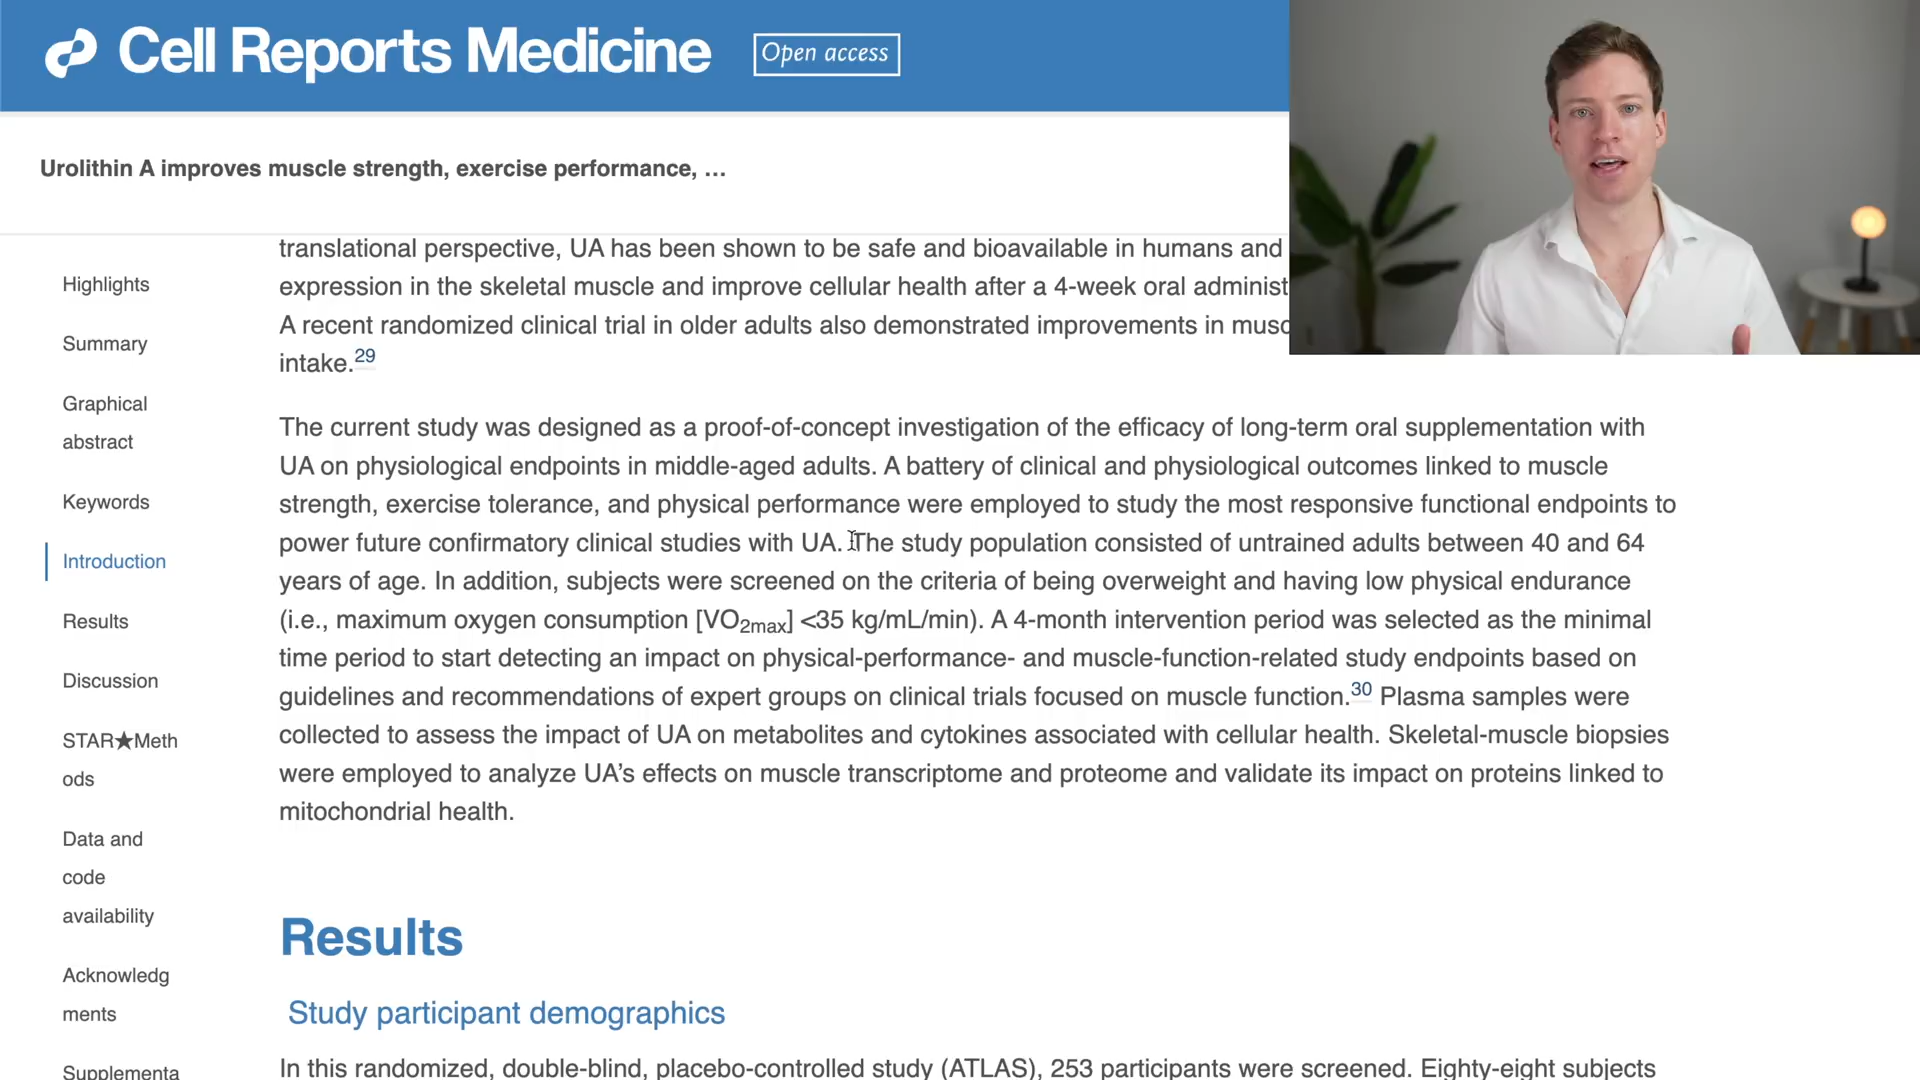 Cell Reports Medicine
Open access
Urolithin A improves muscle strength, exercise performance, ...
Highlights
Summary
Graphical
abstract
Keywords
Introduction
Results
Discussion
STAR★Meth
ods
Data and
code
availability
Acknowledg
ments
Supplementa
translational perspective, UA has been shown to be safe and bioavailable in humans and
expression in the skeletal muscle and improve cellular health after a 4-week oral administ
A recent randomized clinical trial in older adults also demonstrated improvements in musc
intake.29
The current study was designed as a proof-of-concept investigation of the efficacy of long-term oral supplementation with
UA on physiological endpoints in middle-aged adults. A battery of clinical and physiological outcomes linked to muscle
strength, exercise tolerance, and physical performance were employed to study the most responsive functional endpoints to
power future confirmatory clinical studies with UA. The study population consisted of untrained adults between 40 and 64
years of age. In addition, subjects were screened on the criteria of being overweight and having low physical endurance
(i.e., maximum oxygen consumption [VO2max] <35 kg/mL/min). A 4-month intervention period was selected as the minimal
time period to start detecting an impact on physical-performance- and muscle-function-related study endpoints based on
guidelines and recommendations of expert groups on clinical trials focused on muscle function.30 Plasma samples were
collected to assess the impact of UA on metabolites and cytokines associated with cellular health. Skeletal-muscle biopsies
were employed to analyze UA’s effects on muscle transcriptome and proteome and validate its impact on proteins linked to
mitochondrial health.
Results
Study participant demographics
In this randomized, double-blind, placebo-controlled study (ATLAS), 253 participants were screened. Eighty-eight subjects